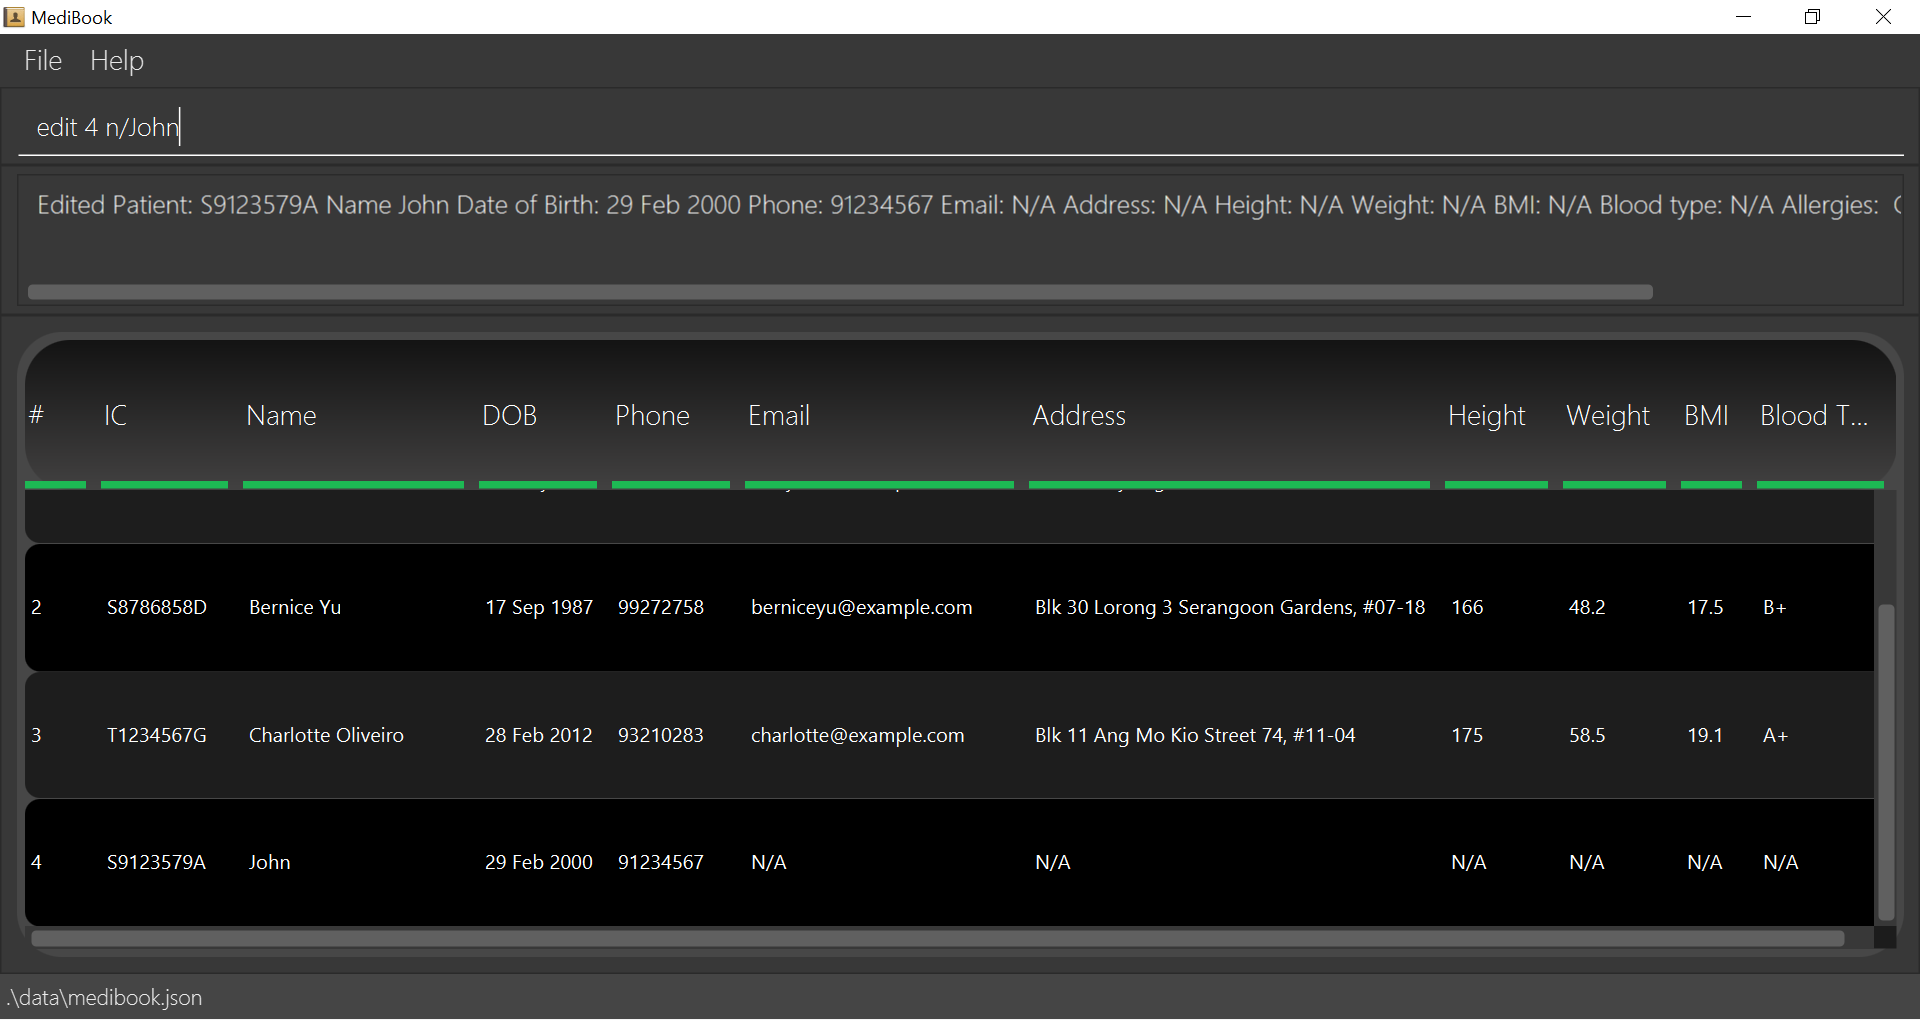 MediBook
File Help
edit 4 n/John
Edited Patient: S9123579A Name John Date of Birth: 29 Feb 2000 Phone: 91234567 Email: N/A Address: N/A Height: N/A Weight: N/A BMI: N/A Blood type: N/A Allergies:
# IC Name DOB Phone Email Address Height Weight BMI Blood T...
2 S8786858D Bernice Yu 17 Sep 1987 99272758 berniceyu@example.com Blk 30 Lorong 3 Serangoon Gardens, #07-18 166 48.2 17.5 B+
3 T1234567G Charlotte Oliveiro 28 Feb 2012 93210283 charlotte@example.com Blk 11 Ang Mo Kio Street 74, #11-04 175 58.5 19.1 A+
4 S9123579A John 29 Feb 2000 91234567 N/A N/A N/A N/A N/A N/A
.\data\medibook.json